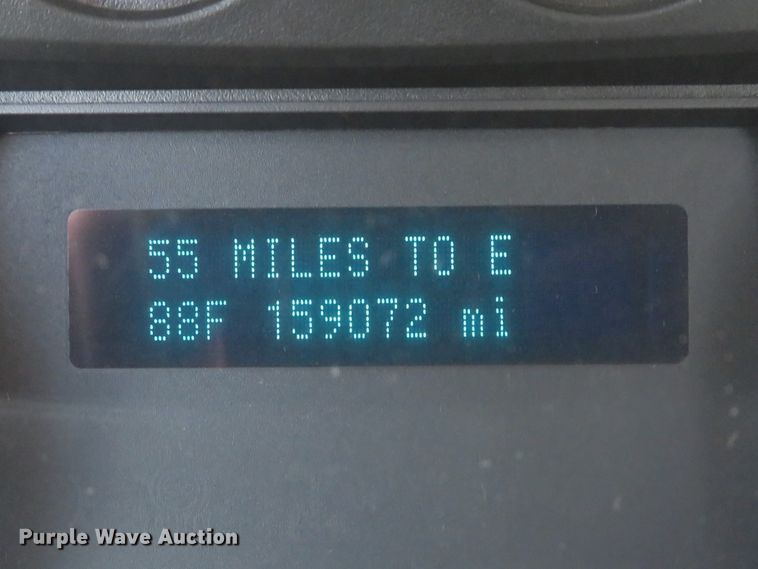 55 MILES TO E
88F 159072 mi
Purple Wave Auction